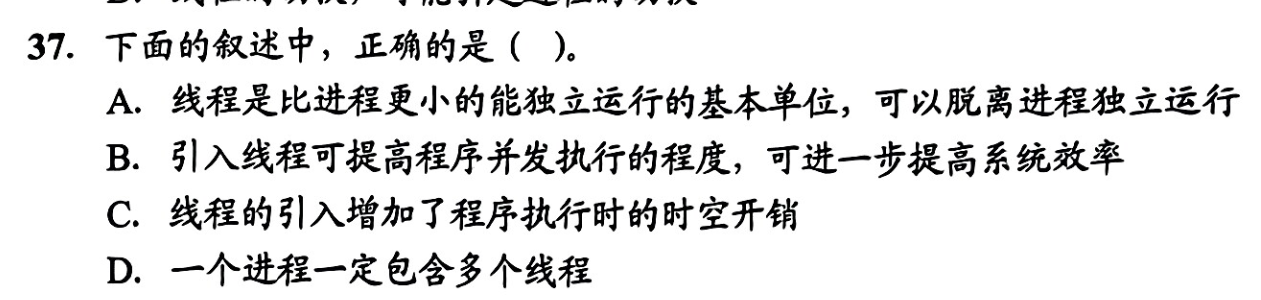 37. 下面的叙述中，正确的是（ ）。
A. 线程是比进程更小的能独立运行的基本单位，可以脱离进程独立运行
B. 引入线程可提高程序并发执行的程度，可进一步提高系统效率
C. 线程的引入增加了程序执行时的时空开销
D. 一个进程一定包含多个线程